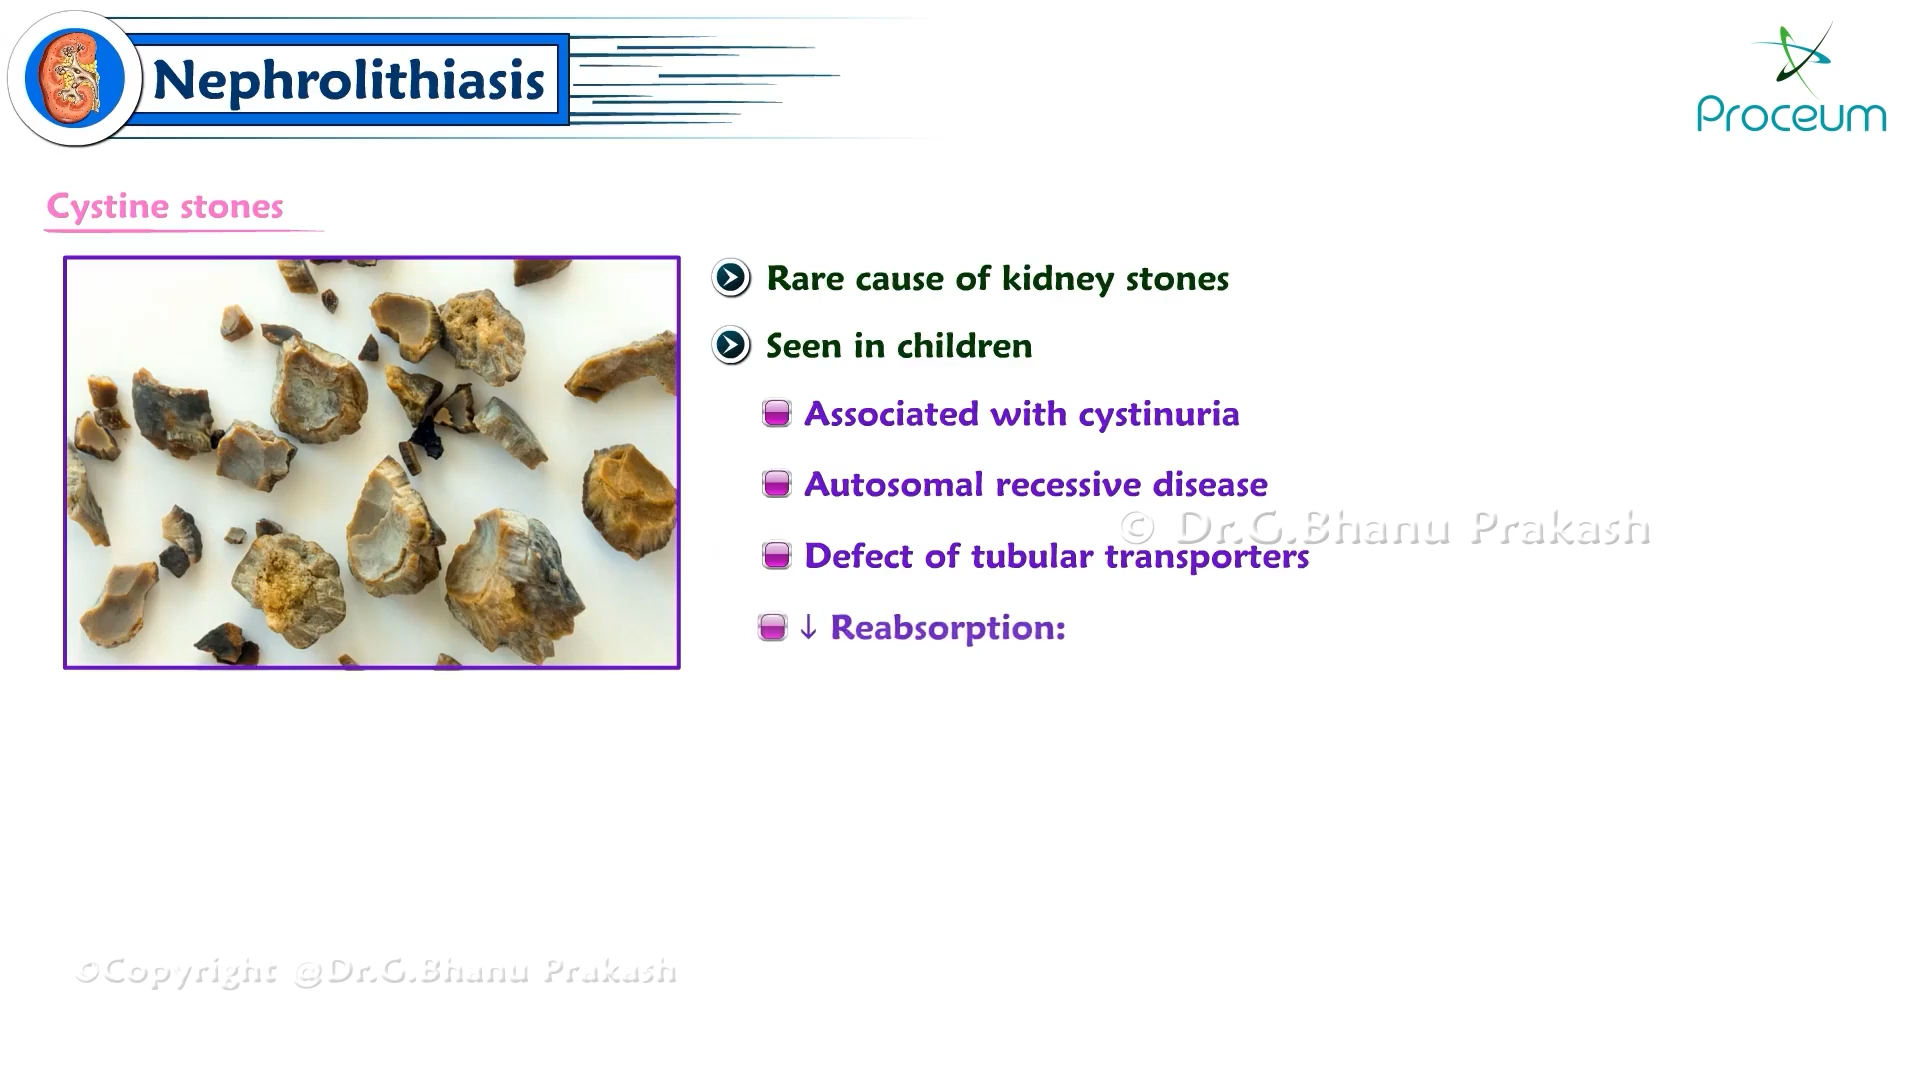 Nephrolithiasis
Proceum
Cystine stones
Rare cause of kidney stones
Seen in children
Associated with cystinuria
Autosomal recessive disease
© Dr.G.Bhanu Prakash
Defect of tubular transporters
↓ Reabsorption:
©Copyright @Dr.G.Bhanu Prakash